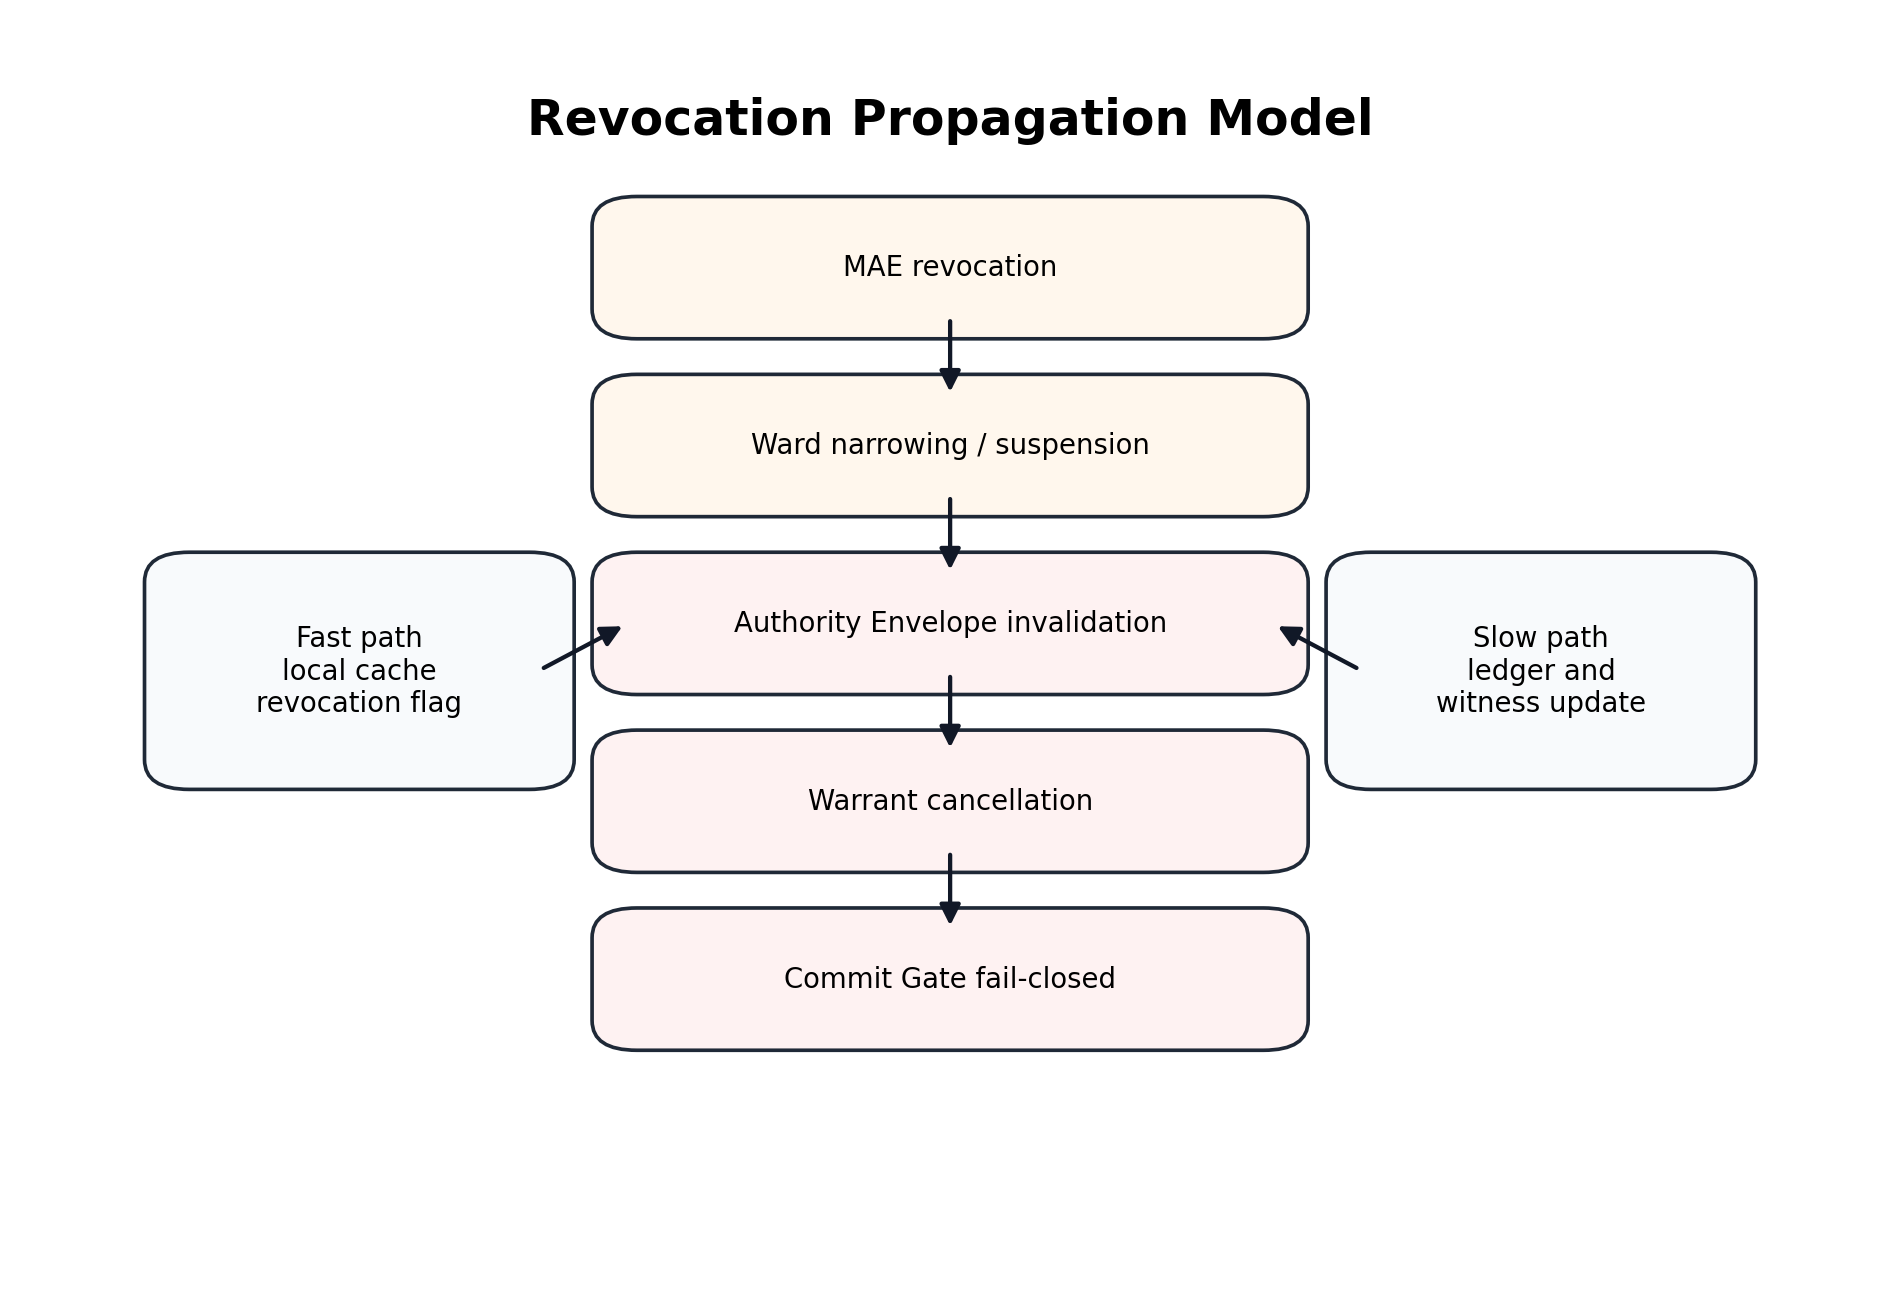 Revocation Propagation Model
MAE revocation
Ward narrowing / suspension
Authority Envelope invalidation
Fast path
local cache
revocation flag
Slow path
ledger and
witness update
Warrant cancellation
Commit Gate fail-closed